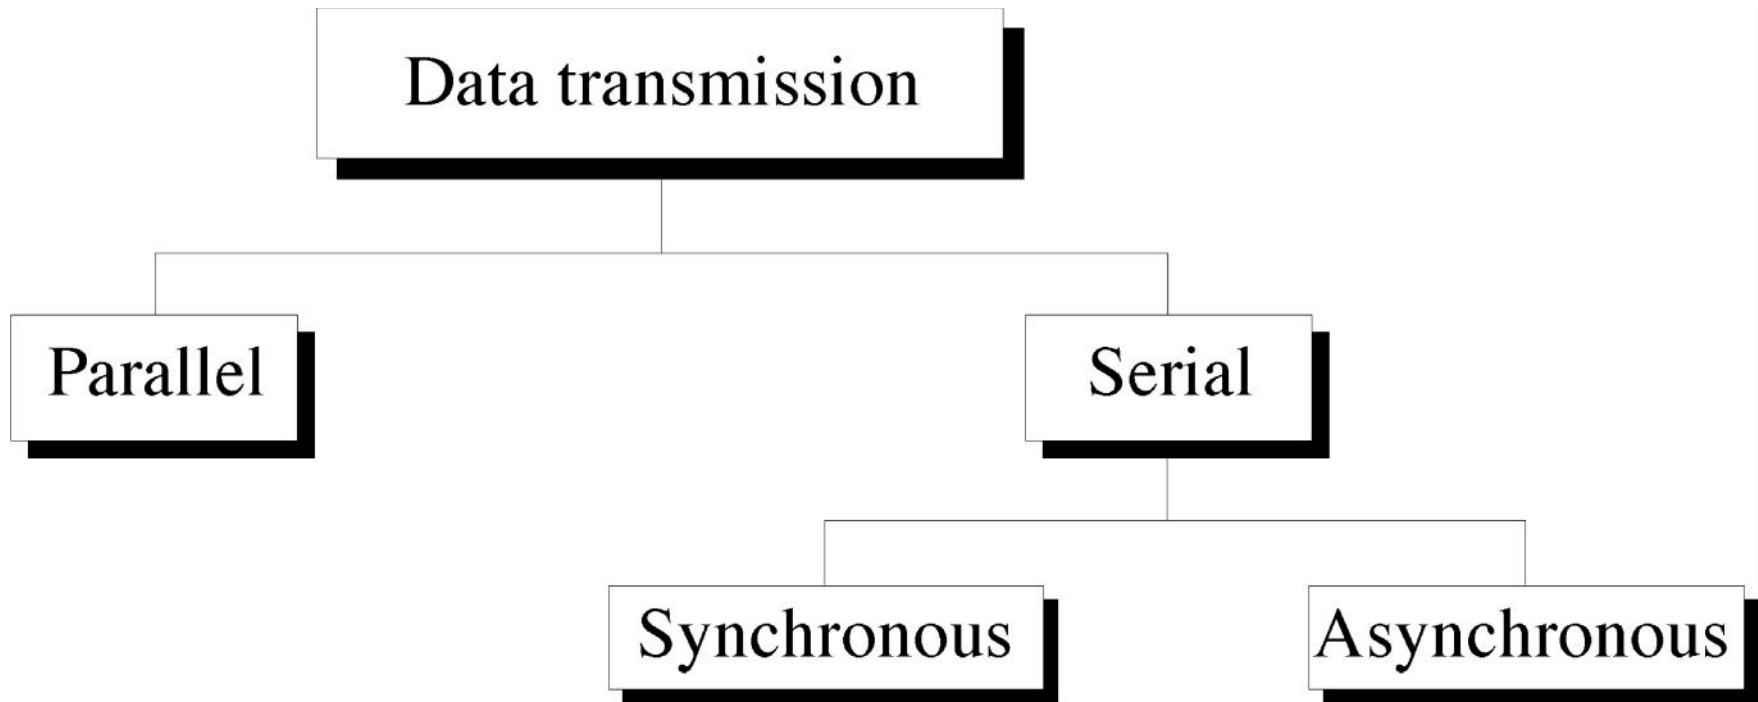 Data transmission
Parallel
Serial
Synchronous
Asynchronous